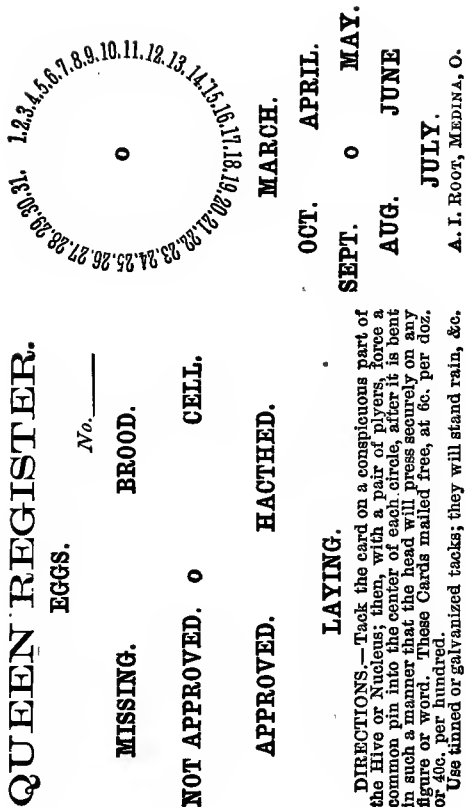 QUEEN REGISTER.
EGGS.
No.
MISSING. BROOD.
NOT APPROVED. o CELL.
APPROVED. HACTHED.
LAYING.
1.2.3.4.5.6.7.8.9.10.11.12.13.14.15.16.17.18.19.20.21.22.23.24.25.26.27.28.29.30.31.
o
MARCH.
OCT. APRIL.
SEPT. o MAY.
AUG. JUNE
JULY.
DIRECTIONS.—Tack the card on a conspicuous part of
the Hive or Nucleus; then, with a pair of plyers, force a
common pin into the center of each circle, after it is bent
in such a manner that the head will press securely on any
figure or word. These Cards mailed free, at 6c. per doz.
or 40c. per hundred.
Use tinned or galvanized tacks; they will stand rain, &c.
A. I. ROOT, MEDINA, O.